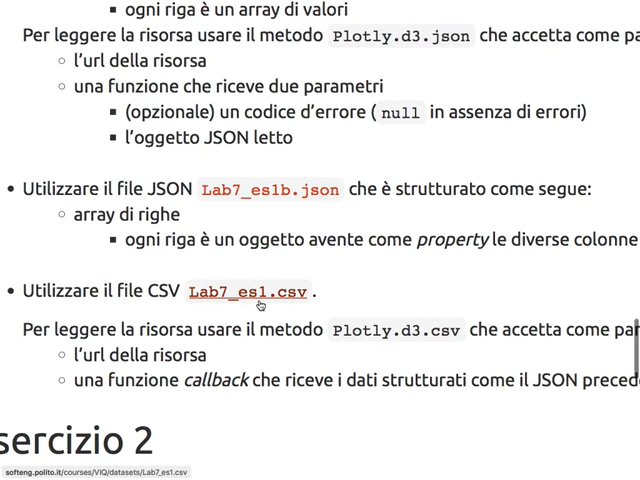 ogni riga è un array di valori
Per leggere la risorsa usare il metodo Plotly.d3.json che accetta come
l'url della risorsa
una funzione che riceve due parametri
(opzionale) un codice d'errore ( null in assenza di errori)
l'oggetto JSON letto
Utilizzare il file JSON Lab7_es1b.json che è strutturato come segue:
array di righe
ogni riga è un oggetto avente come property le diverse colonne
Utilizzare il file CSV Lab7_es1.csv .
Per leggere la risorsa usare il metodo Plotly.d3.csv che accetta come
l'url della risorsa
una funzione callback che riceve i dati strutturati come il JSON
sercizio 2
softeng.polito.it/courses/VIQ/datasets/Lab7_es1.csv